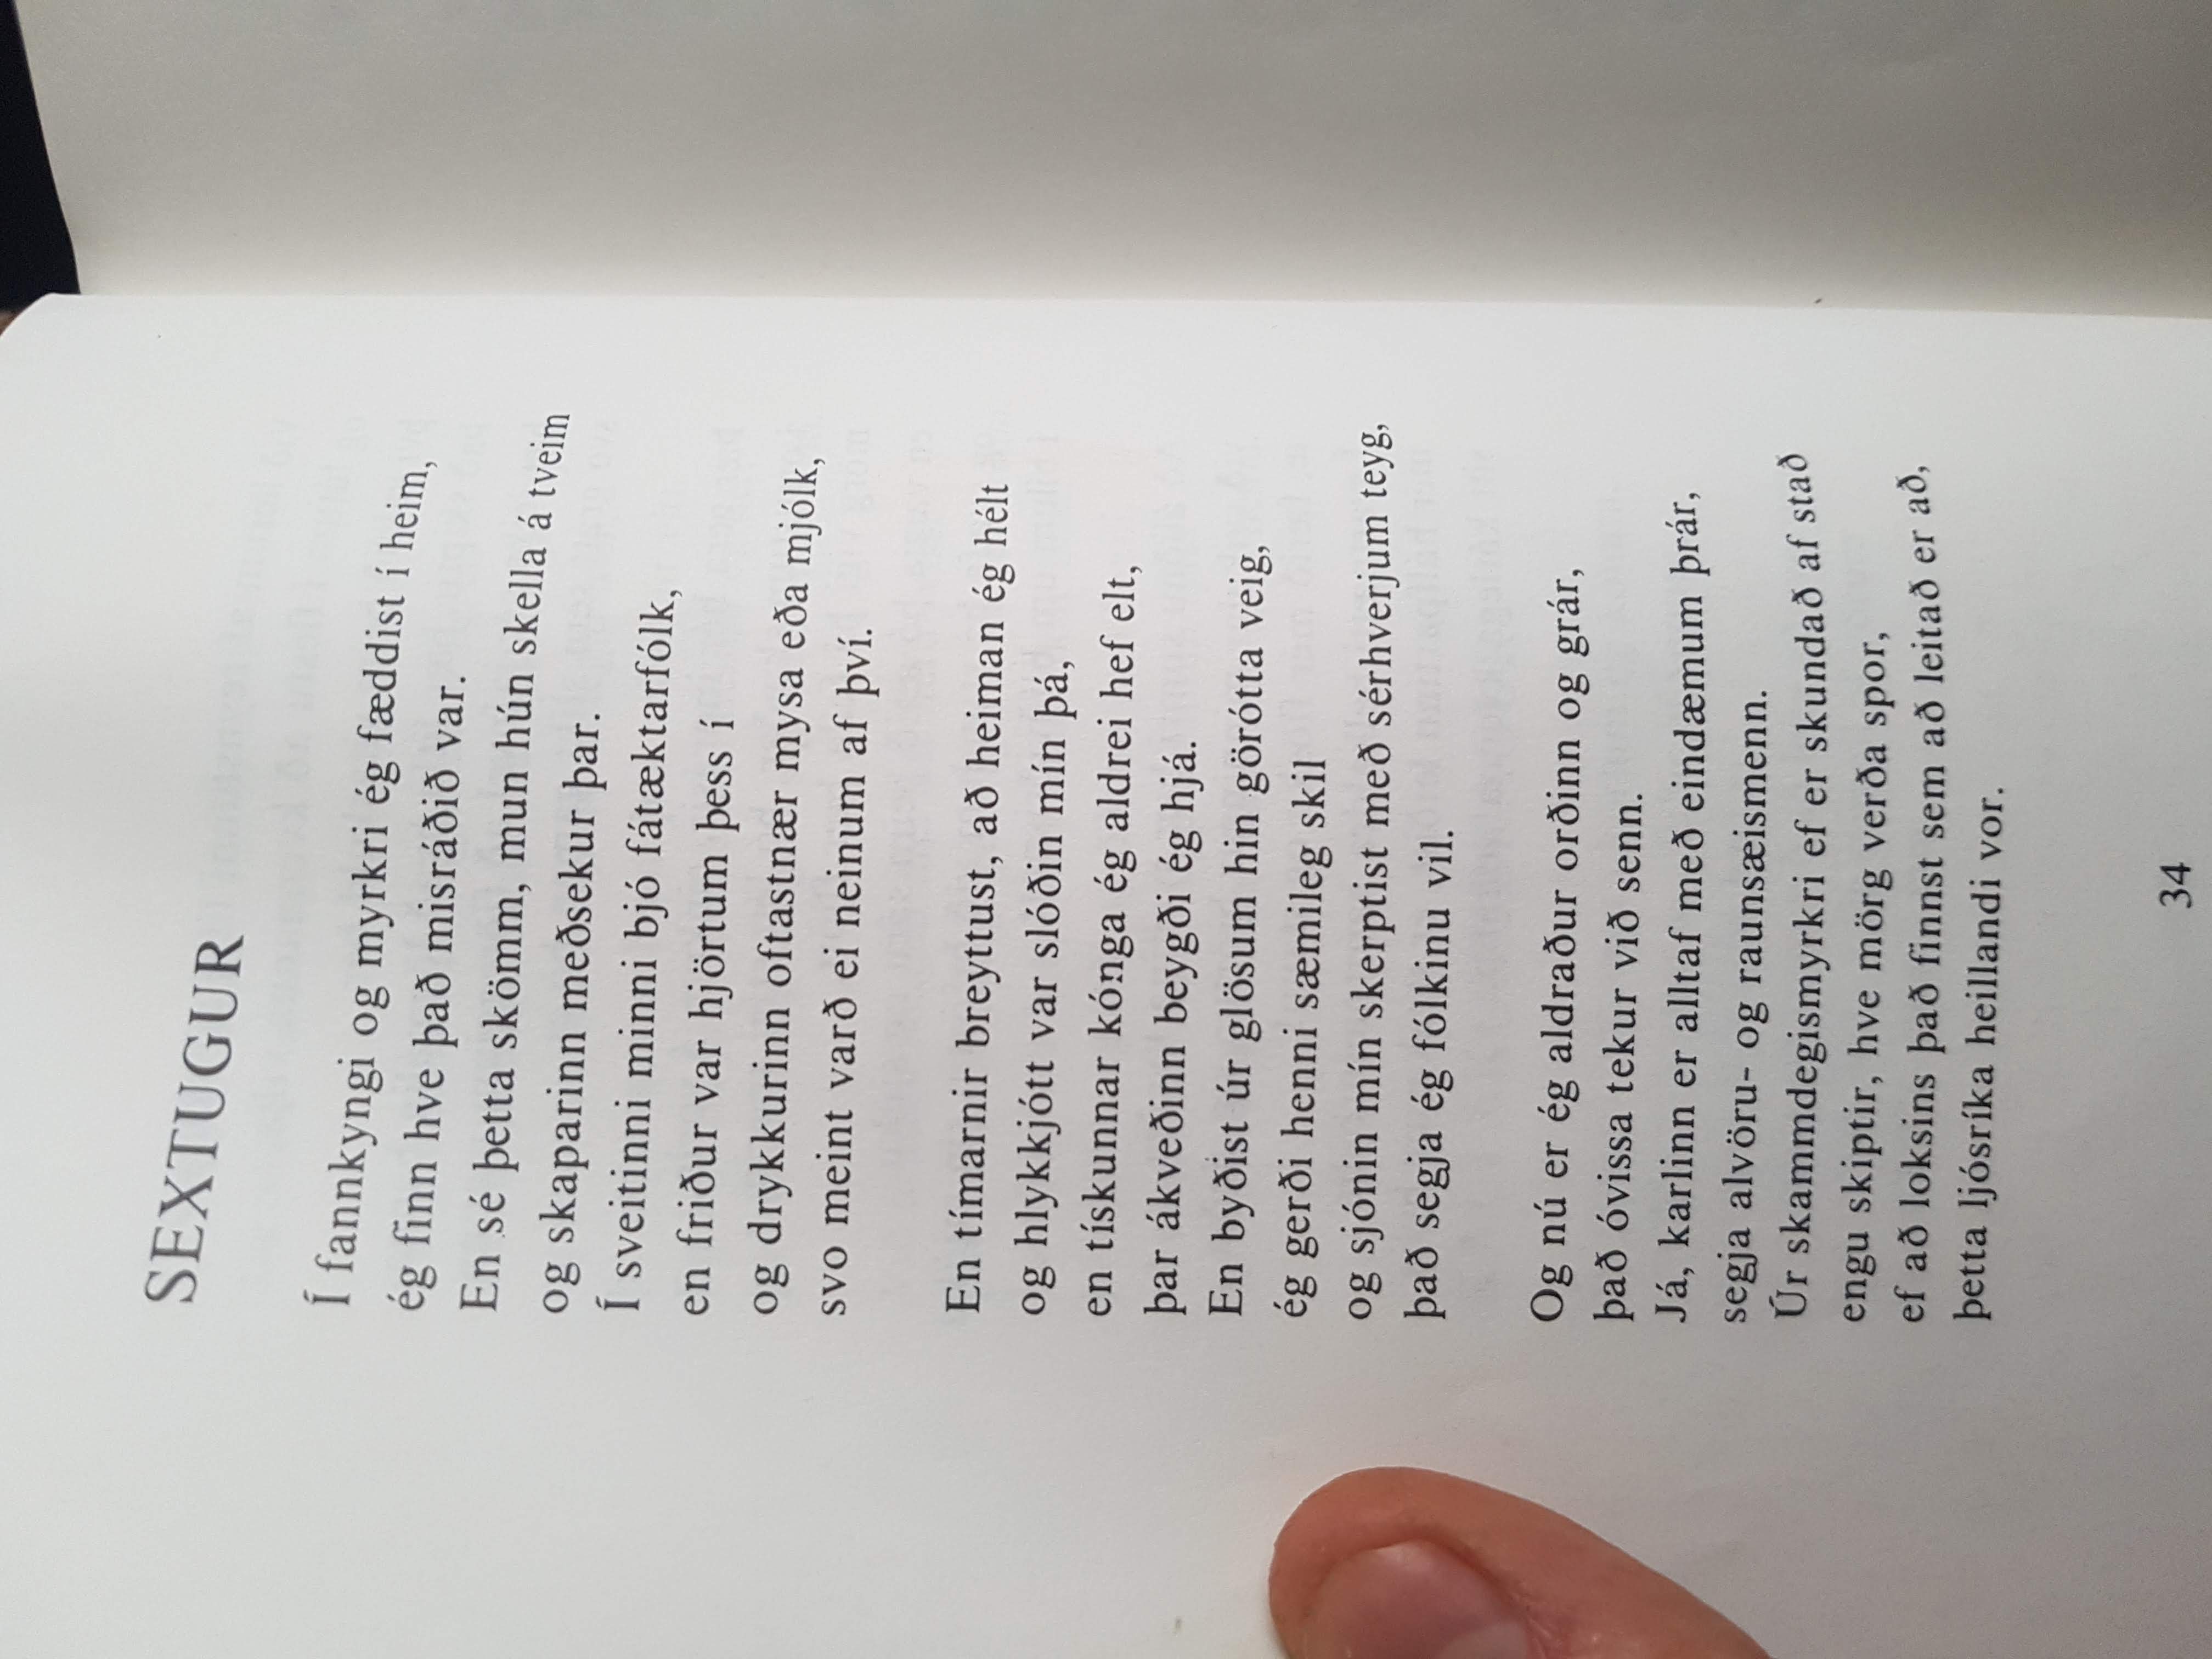 SEXTUGUR
Í fannkyngi og myrkri ég fæddist í heim,
ég finn hve það misráðið var.
En sé þetta skömm, mun hún skella á tveim
og skaparinn meðsekur þar.
Í sveitinni minni bjó fátæktarfólk,
en friður var hjörtum þess í
og drykkurinn oftastnær mysa eða mjólk,
svo meint varð ei neinum af því.
En tímarnir breyttust, að heiman ég hélt
og hlykkjótt var slóðin mín þá,
en tískunnar kónga ég aldrei hef elt,
þar ákveðinn beygði ég hjá.
En byðist úr glösum hin görótta veig,
ég gerði henni sæmileg skil
og sjónin mín skerptist með sérhverjum teyg,
það segja ég fólkinu vil.
Og nú er ég aldraður orðinn og grár,
það óvissa tekur við senn.
Já, karlinn er alltaf með eindæmum þrár,
segja alvöru- og raunsæismenn.
Úr skammdegismyrkri ef er skundað af stað
engu skiptir, hve mörg verða spor,
ef að loksins það finnst sem að leitað er að,
þetta ljósríka heillandi vor.
34